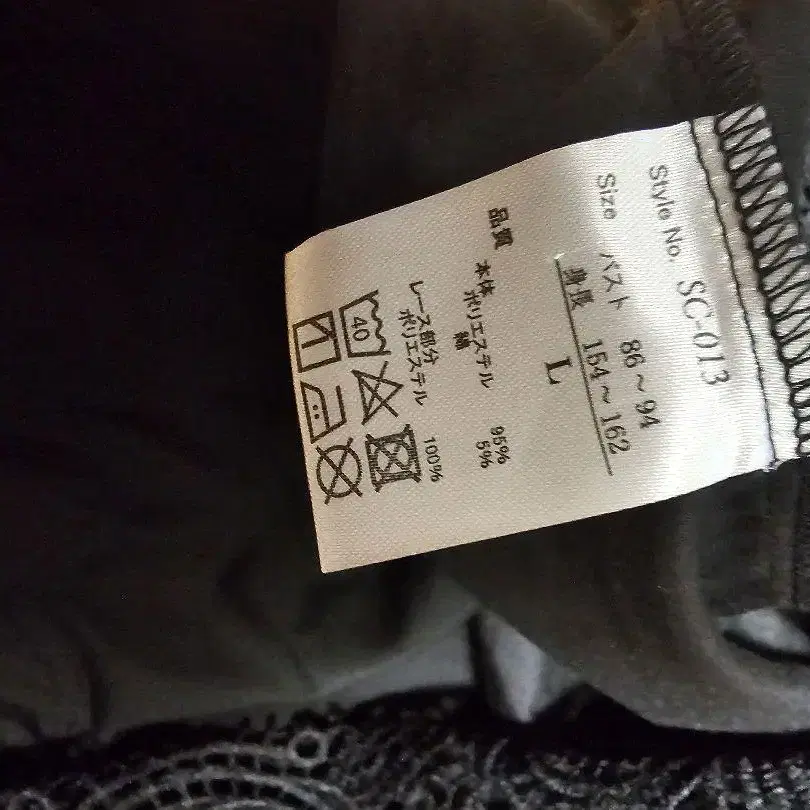 Style No. SG-013
Size バスト 86～94
身長 154～162
L
品質 本体
ポリエステル 95%
綿 5%
レース部分
ポリエステル 100%
40